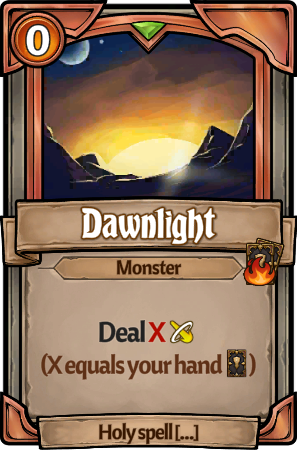 0
Dawnlight
Monster
Deal X
(X equals your hand )
Holy spell [...]